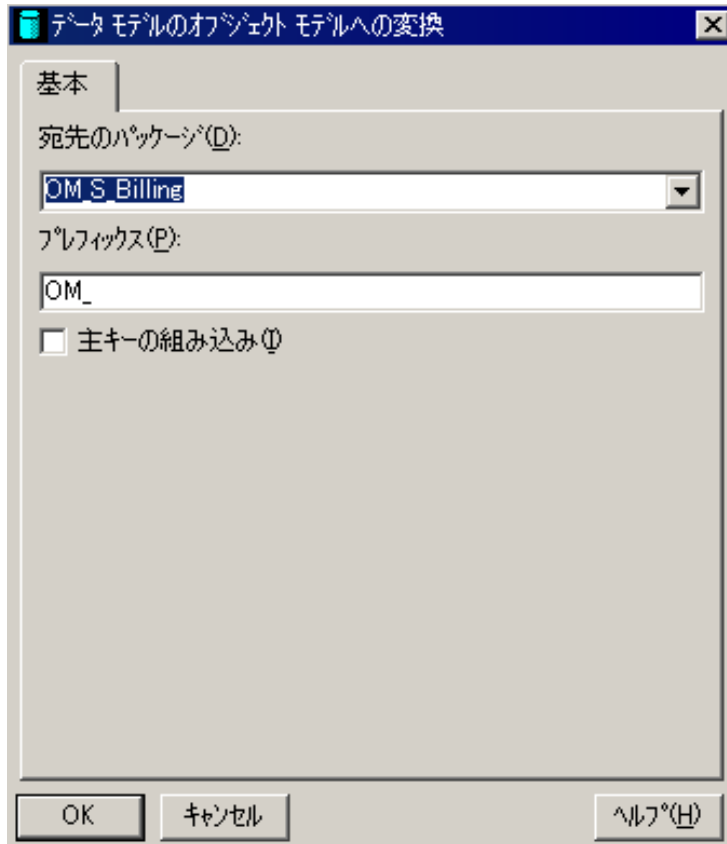 ﾃﾞｰﾀ ﾓﾃﾞﾙのｵﾌﾞｼﾞｪｸﾄ ﾓﾃﾞﾙへの変換
基本
宛先のﾊﾟｯｹｰｼﾞ(D):
OM_S_Billing
ﾌﾟﾚﾌｨｯｸｽ(P):
OM_
主キーの組み込み(I)
OK ｷｬﾝｾﾙ ﾍﾙﾌﾟ(H)